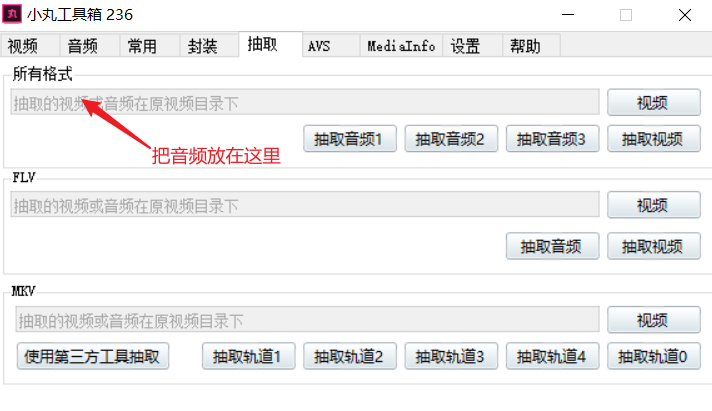 小丸工具箱 236
视频 音频 常用 封装 抽取 AVS MediaInfo 设置 帮助
所有格式
抽取的视频或音频在原视频目录下 视频
抽取音频1 抽取音频2 抽取音频3 抽取视频
把音频放在这里
FLV
抽取的视频或音频在原视频目录下 视频
抽取音频 抽取视频
MKV
抽取的视频或音频在原视频目录下 视频
使用第三方工具抽取 抽取轨道1 抽取轨道2 抽取轨道3 抽取轨道4 抽取轨道0